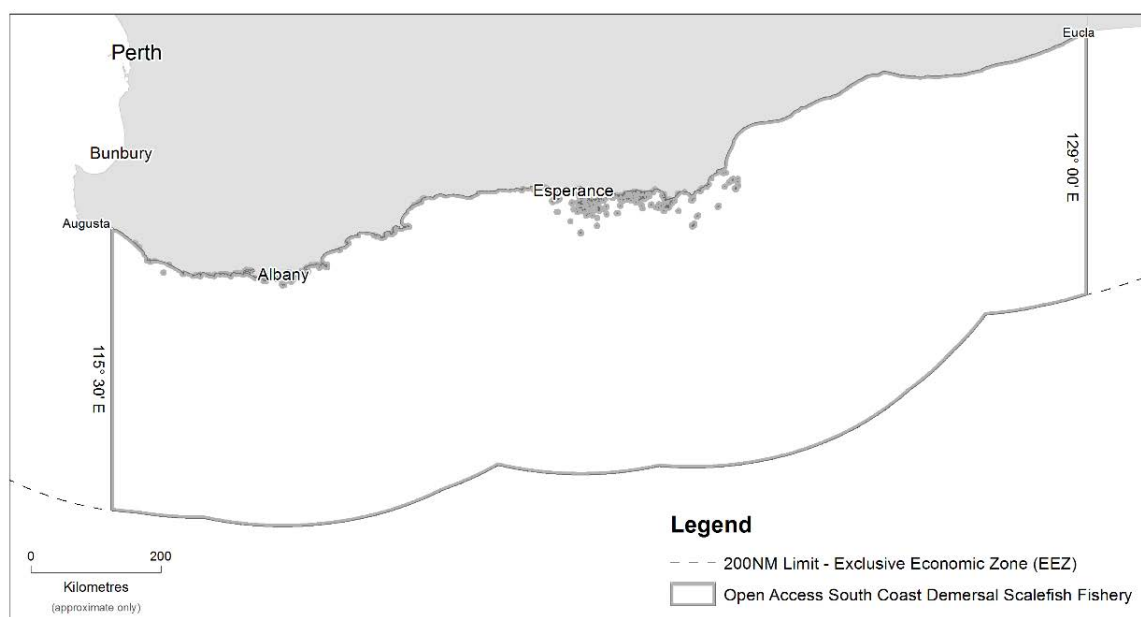 Perth
Eucla
Bunbury
129° 00' E
Esperance
Augusta
Albany
115° 30' E
Legend
0 200
Kilometres
(approximate only)
200NM Limit - Exclusive Economic Zone (EEZ)
Open Access South Coast Demersal Scalefish Fishery